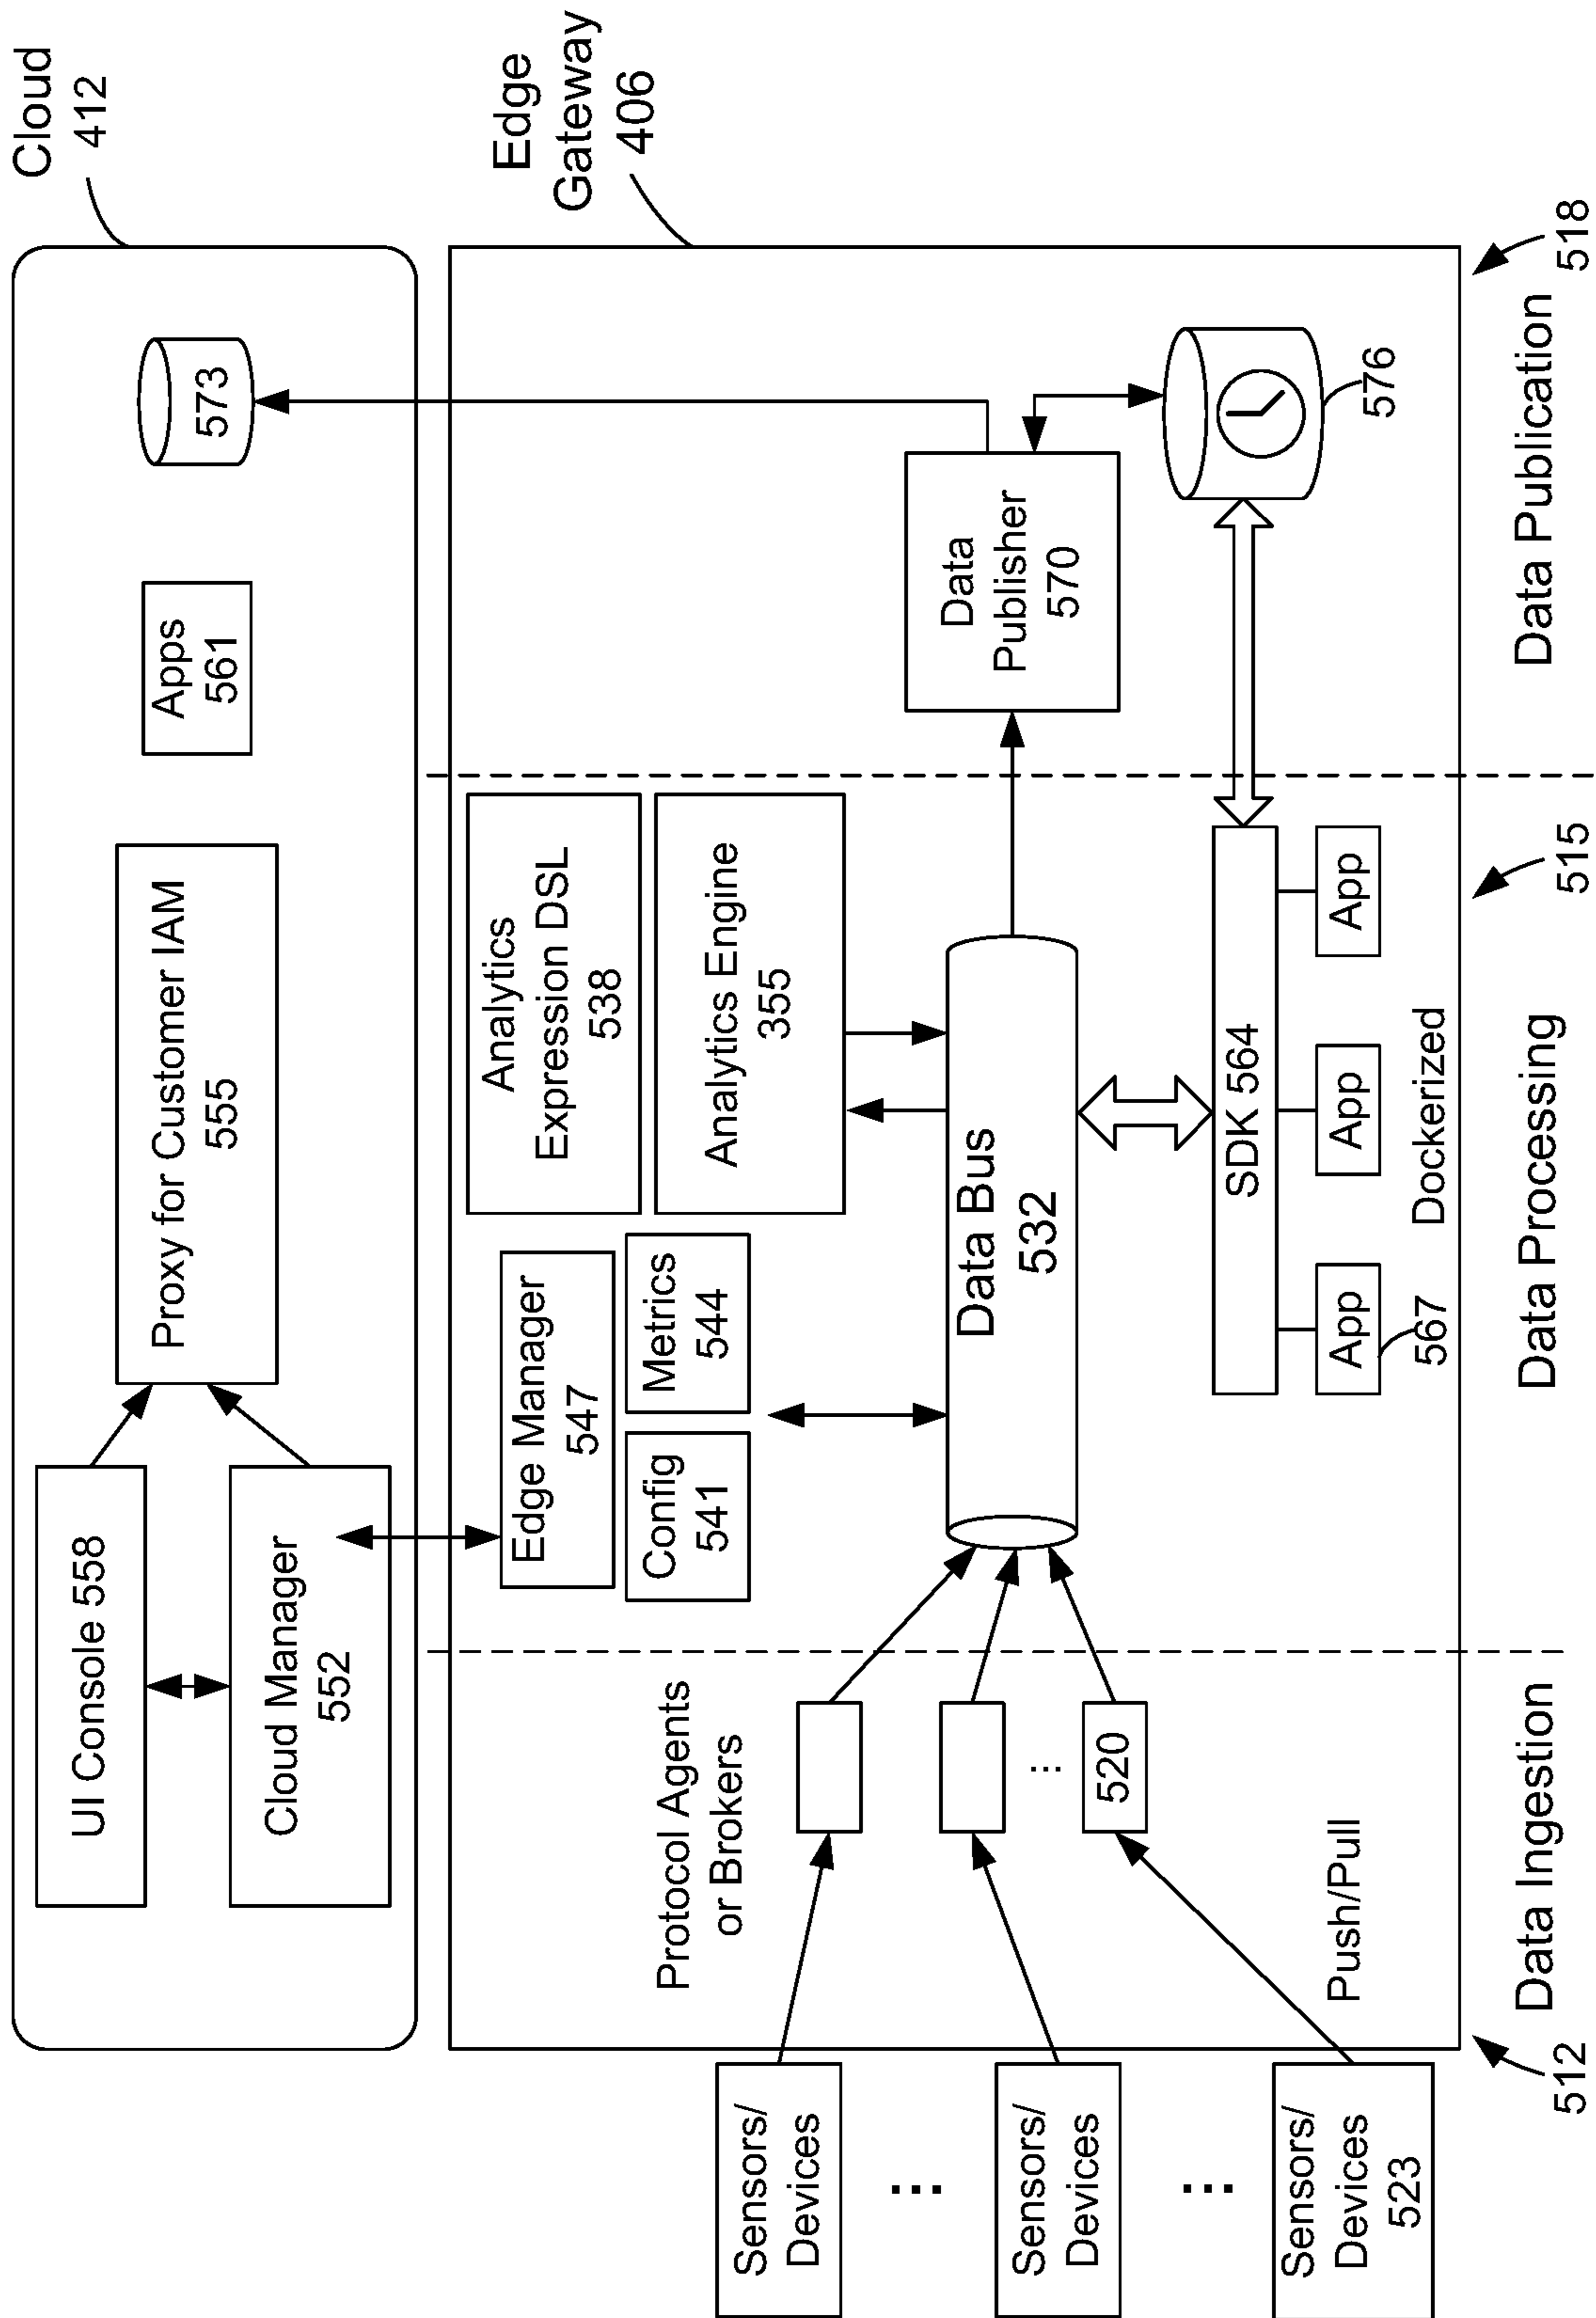 Cloud
412
UI Console 558
Cloud Manager
552
Proxy for Customer IAM
555
Apps
561
573
Edge
Gateway
406
Edge Manager
547
Config
541
Metrics
544
Analytics
Expression DSL
538
Analytics Engine
355
Protocol Agents
or Brokers
...
520
Push/Pull
Sensors/
Devices
...
Sensors/
Devices
...
Sensors/
Devices
523
Data Bus
532
Data
Publisher
570
576
SDK 564
App
App
App
567
Dockerized
512
Data Ingestion
Data Processing
515
Data Publication
518